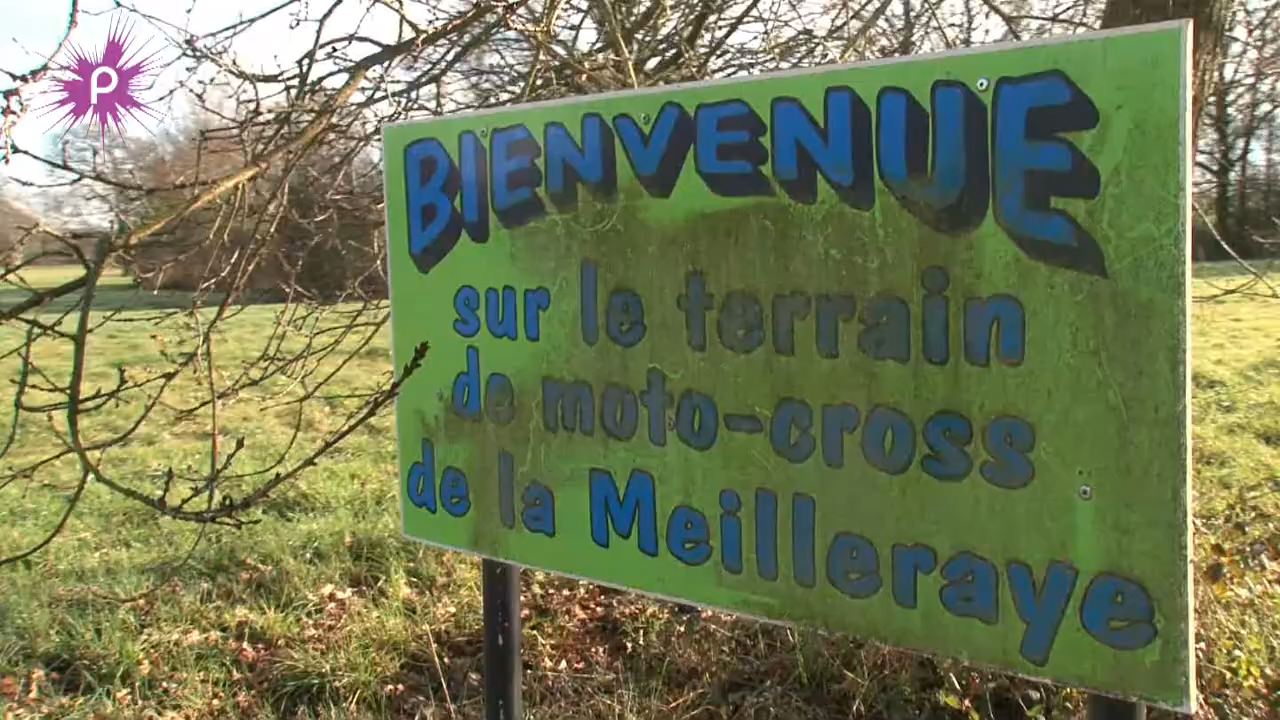 P
BIENVENUE
sur le terrain
de moto-cross
de la Meilleraye